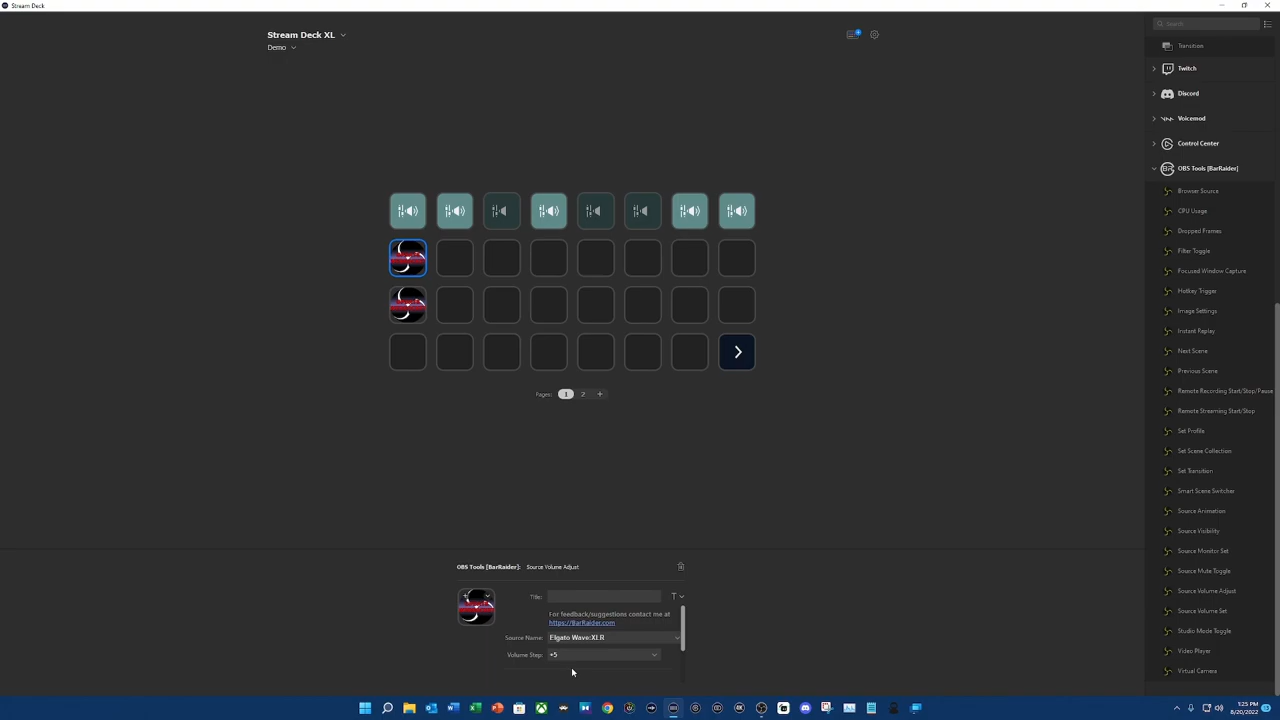 Stream Deck
Stream Deck XL
Demo
Search
Transition
Twitch
Discord
Voicemod
Control Center
OBS Tools [BarRaider]
Browser Source
CPU Usage
Dropped Frames
Filter Toggle
Focused Window Capture
Hotkey Trigger
Image Settings
Instant Replay
Next Scene
Previous Scene
Remote Recording Start/Stop/Pause
Remote Streaming Start/Stop
Set Profile
Set Scene Collection
Set Transition
Smart Scene Switcher
Source Animation
Source Visibility
Source Monitor Set
Source Mute Toggle
Source Volume Adjust
Source Volume Set
Studio Mode Toggle
Video Player
Virtual Camera
Pages: 1 2 +
OBS Tools [BarRaider]: Source Volume Adjust
Title:
For feedback/suggestions contact me at
https://BarRaider.com
Source Name: Elgato Wave:XLR
Volume Step: +5
1:25 PM
8/20/2022